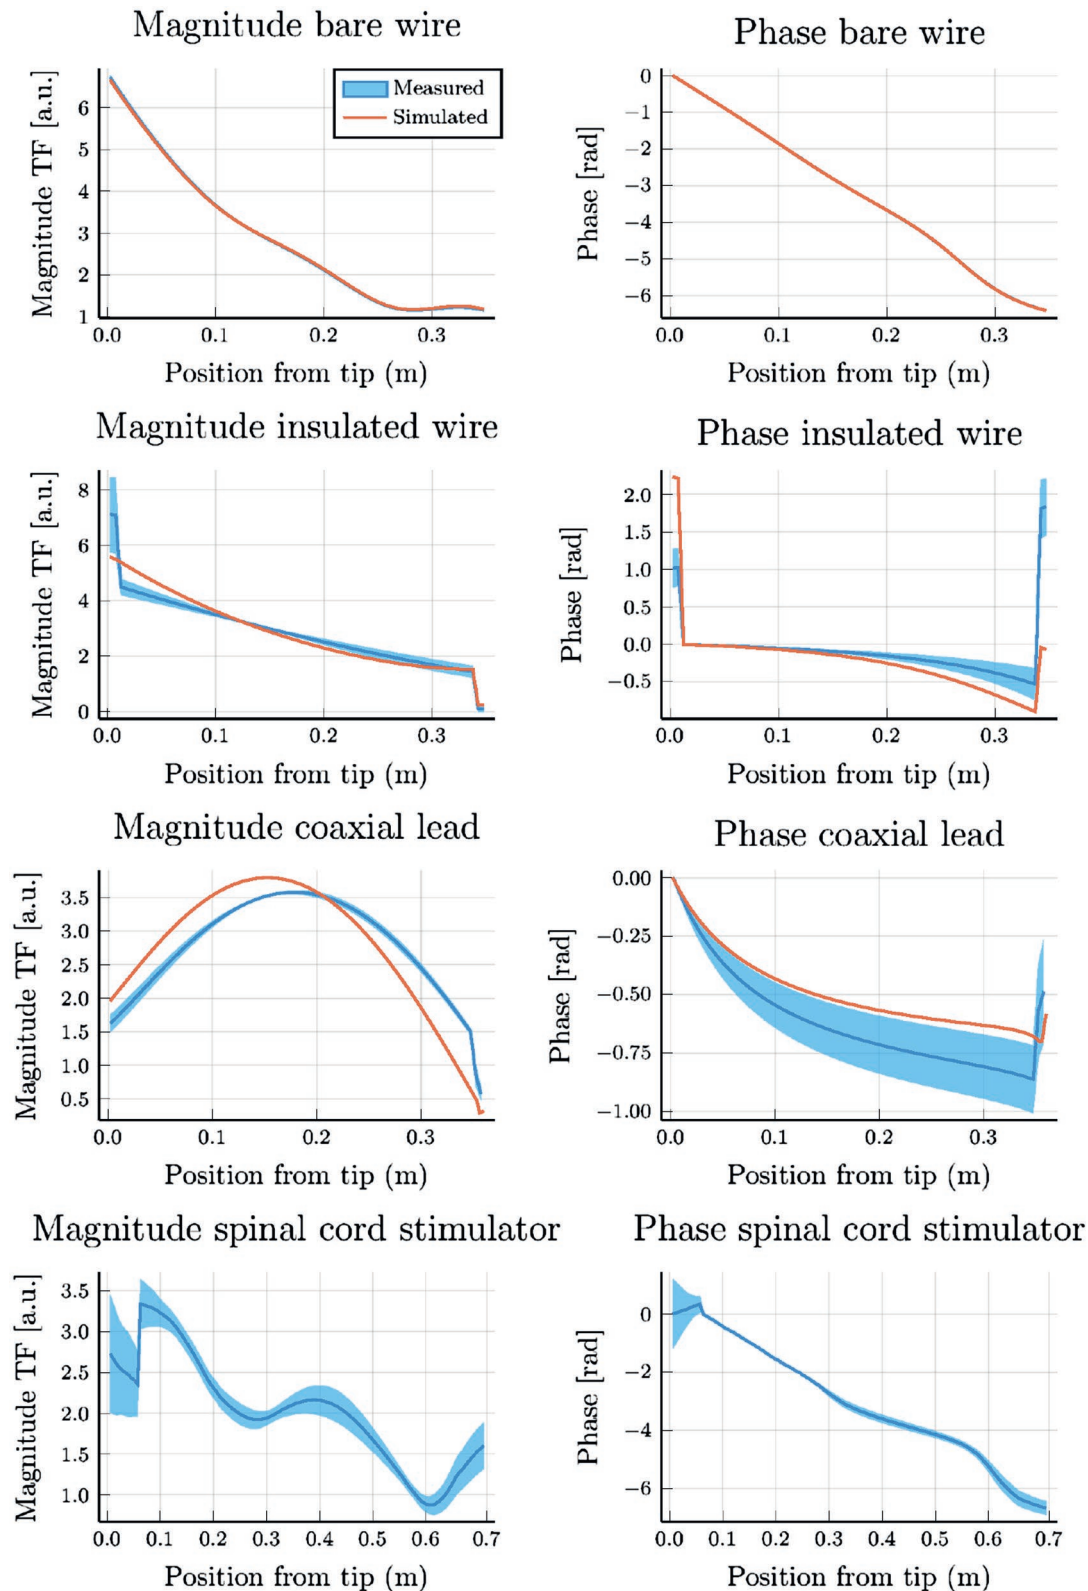 Magnitude bare wire
Magnitude TF [a.u.]
6
5
4
3
2
1
Measured
Simulated
0.0 0.1 0.2 0.3
Position from tip (m)
Phase bare wire
Phase [rad]
0
−1
−2
−3
−4
−5
−6
0.0 0.1 0.2 0.3
Position from tip (m)
Magnitude insulated wire
Magnitude TF [a.u.]
8
6
4
2
0
0.0 0.1 0.2 0.3
Position from tip (m)
Phase insulated wire
Phase [rad]
2.0
1.5
1.0
0.5
0.0
−0.5
0.0 0.1 0.2 0.3
Position from tip (m)
Magnitude coaxial lead
Magnitude TF [a.u.]
3.5
3.0
2.5
2.0
1.5
1.0
0.5
0.0 0.1 0.2 0.3
Position from tip (m)
Phase coaxial lead
Phase [rad]
0.00
−0.25
−0.50
−0.75
−1.00
0.0 0.1 0.2 0.3
Position from tip (m)
Magnitude spinal cord stimulator
Magnitude TF [a.u.]
3.5
3.0
2.5
2.0
1.5
1.0
0.0 0.1 0.2 0.3 0.4 0.5 0.6 0.7
Position from tip (m)
Phase spinal cord stimulator
Phase [rad]
0
−2
−4
−6
0.0 0.1 0.2 0.3 0.4 0.5 0.6 0.7
Position from tip (m)